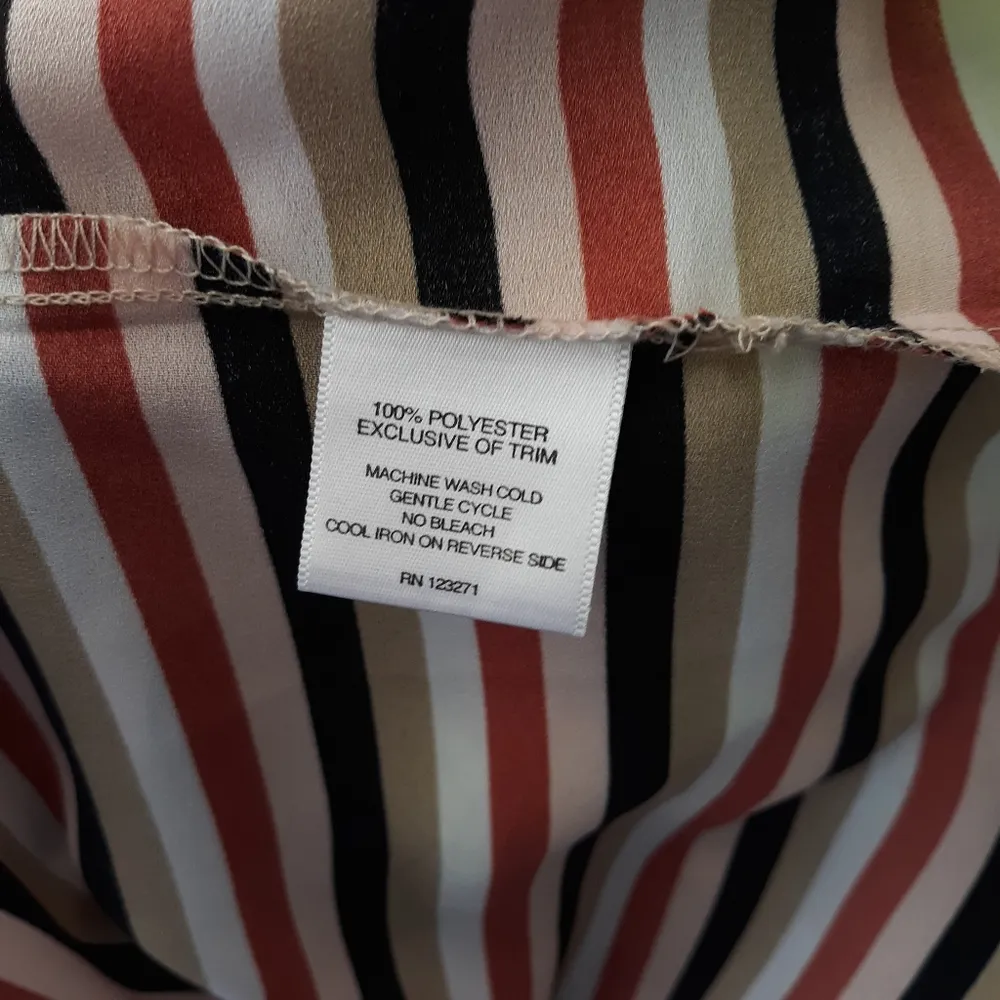 100% POLYESTER
EXCLUSIVE OF TRIM
MACHINE WASH COLD
GENTLE CYCLE
NO BLEACH
COOL IRON ON REVERSE SIDE
RN 123271